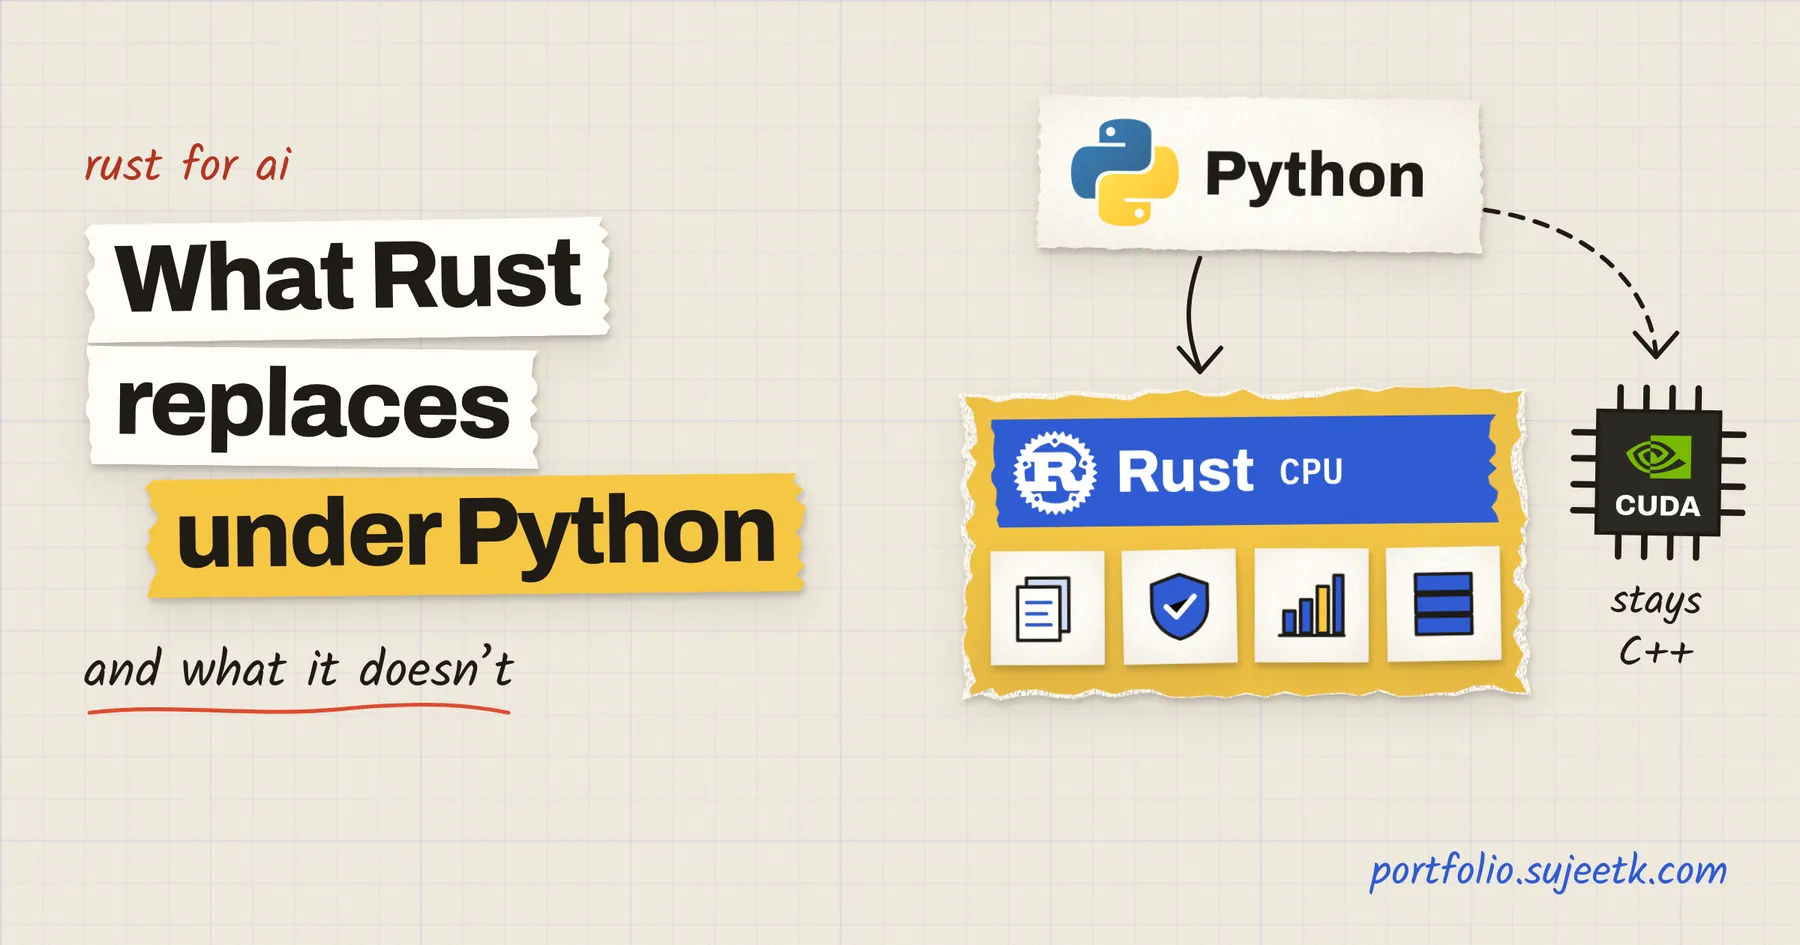 rust for ai
What Rust
replaces
under Python
and what it doesn't
Python
R Rust CPU
CUDA
stays
C++
portfolio.sujeetk.com